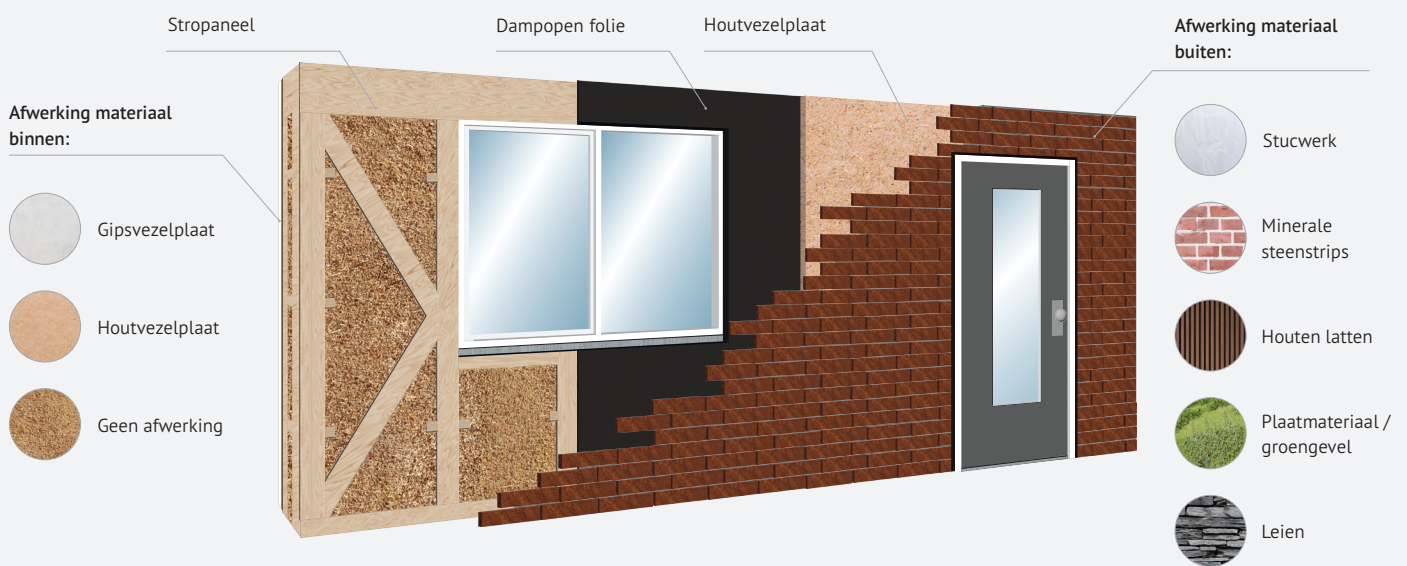 Stropaneel
Dampopen folie
Houtvezelplaat
Afwerking materiaal
buiten:
Afwerking materiaal
binnen:
Gipsvezelplaat
Houtvezelplaat
Geen afwerking
Stucwerk
Minerale
steenstrips
Houten latten
Plaatmateriaal /
groengevel
Leien